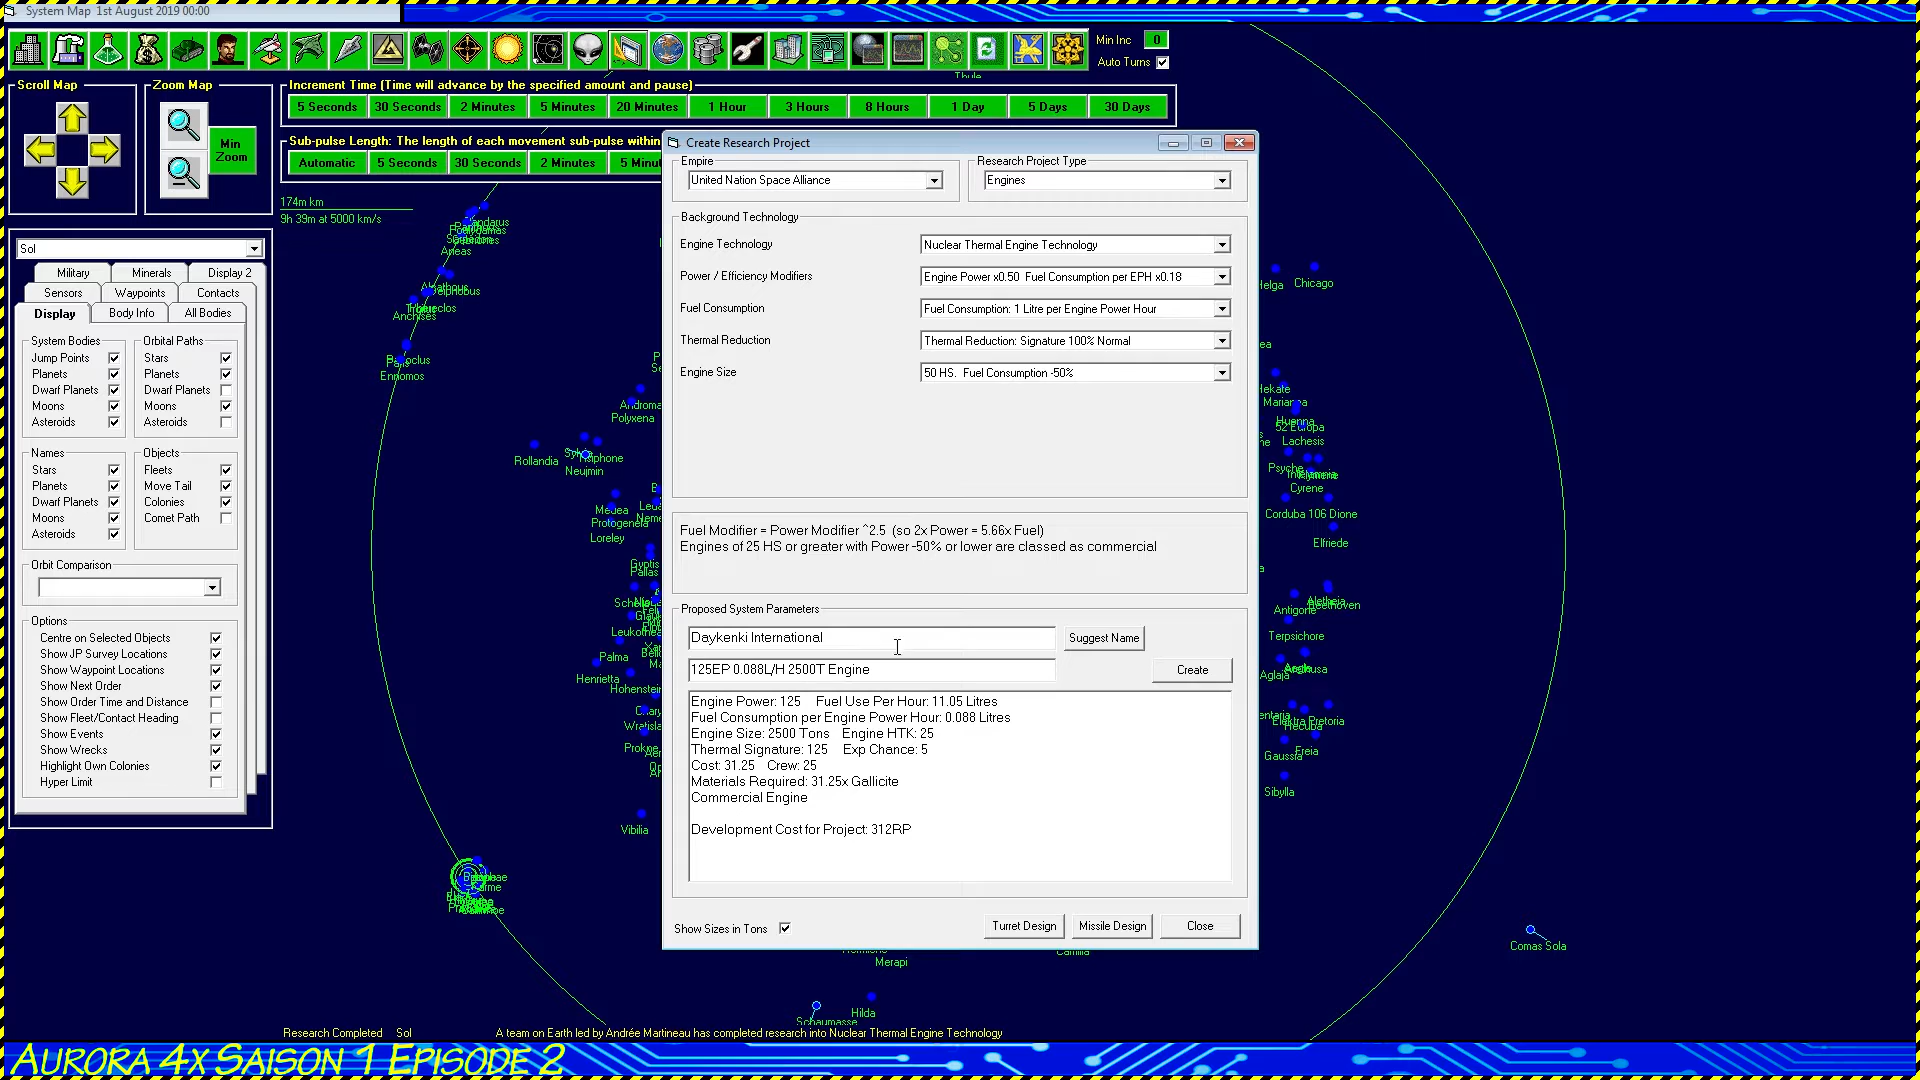 System Map  1st August 2019 00:00
Min Inc 0
Auto Turns
Thule
Scroll Map
Zoom Map
Min Zoom
Increment Time (Time will advance by the specified amount and pause)
5 Seconds 30 Seconds 2 Minutes 5 Minutes 20 Minutes 1 Hour 3 Hours 8 Hours 1 Day 5 Days 30 Days
Sub-pulse Length: The length of each movement sub-pulse within
Automatic 5 Seconds 30 Seconds 2 Minutes 5 Minut
174m km
9h 39m at 5000 km/s
Sol
Military Minerals Display 2
Sensors Waypoints Contacts
Display Body Info All Bodies
System Bodies
Jump Points
Planets
Dwarf Planets
Moons
Asteroids
Orbital Paths
Stars
Planets
Dwarf Planets
Moons
Asteroids
Names
Stars
Planets
Dwarf Planets
Moons
Asteroids
Objects
Fleets
Move Tail
Colonies
Comet Path
Orbit Comparison
Options
Centre on Selected Objects
Show JP Survey Locations
Show Waypoint Locations
Show Next Order
Show Order Time and Distance
Show Fleet/Contact Heading
Show Events
Show Wrecks
Highlight Own Colonies
Hyper Limit
Aneas
Anchises
Ennomos
Polyxena
Rollandia
Neujmin
Medea
Protogeneia
Loreley
Gyptis
Pallas
Leukothea
Palma
Henrietta
Vibilia
Create Research Project
Empire
United Nation Space Alliance
Research Project Type
Engines
Background Technology
Engine Technology
Nuclear Thermal Engine Technology
Power / Efficiency Modifiers
Engine Power x0.50  Fuel Consumption per EPH x0.18
Fuel Consumption
Fuel Consumption: 1 Litre per Engine Power Hour
Thermal Reduction
Thermal Reduction: Signature 100% Normal
Engine Size
50 HS.  Fuel Consumption -50%
Fuel Modifier = Power Modifier ^2.5  (so 2x Power = 5.66x Fuel)
Engines of 25 HS or greater with Power -50% or lower are classed as commercial
Proposed System Parameters
Daykenki International
Suggest Name
125EP 0.088L/H 2500T Engine
Create
Engine Power: 125    Fuel Use Per Hour: 11.05 Litres
Fuel Consumption per Engine Power Hour: 0.088 Litres
Engine Size: 2500 Tons    Engine HTK: 25
Thermal Signature: 125    Exp Chance: 5
Cost: 31.25    Crew: 25
Materials Required: 31.25x Gallicite
Commercial Engine
Development Cost for Project: 312RP
Show Sizes in Tons
Turret Design
Missile Design
Close
Chicago
Lachesis
Psyche
Cyrene
Corduba 106 Dione
Elfriede
Antigone
Terpsichore
Aglaja
Freia
Gaussia
Sibylla
Comas Sola
Merapi
Camilla
Hilda
Schaumasse
Research Completed Sol A team on Earth led by Andrée Martineau has completed research into Nuclear Thermal Engine Technology
Aurora 4x Saison 1 Episode 2